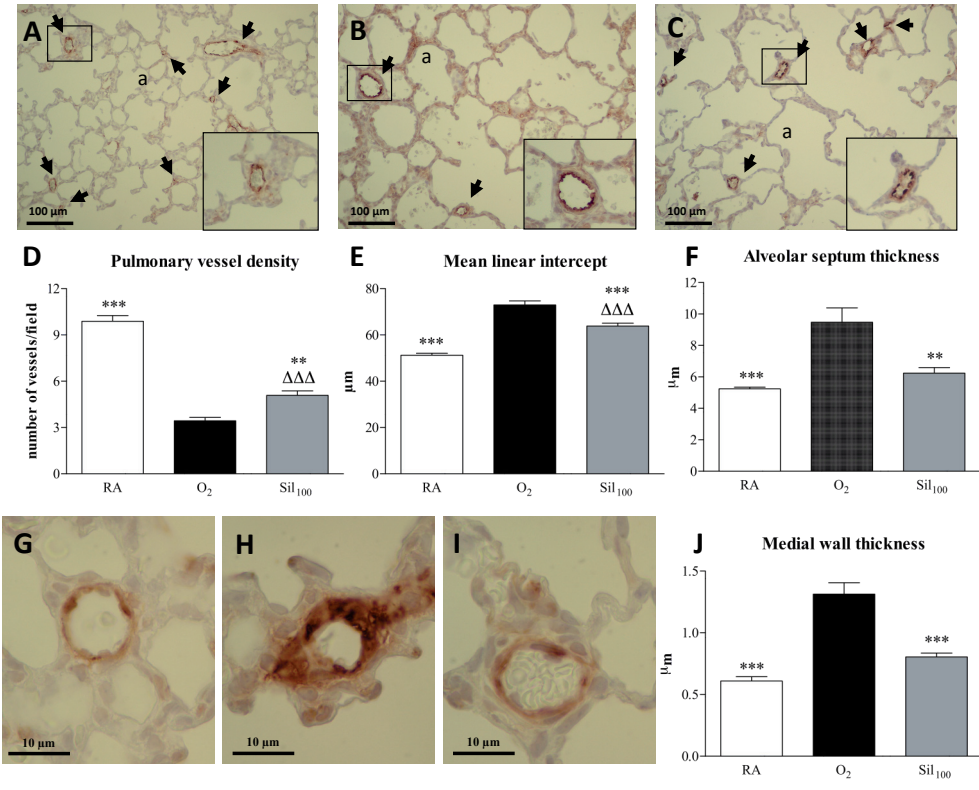 A
a
100 µm
B
a
100 µm
C
a
100 µm
D
Pulmonary vessel density
number of vessels/field
12
9
6
3
0
***
**
ΔΔΔ
RA O₂ Sil₁₀₀
E
Mean linear intercept
µm
80
60
40
20
0
***
***
ΔΔΔ
RA O₂ Sil₁₀₀
F
Alveolar septum thickness
µm
12
10
8
6
4
2
0
***
**
RA O₂ Sil₁₀₀
G
10 µm
H
10 µm
I
10 µm
J
Medial wall thickness
µm
1.5
1.0
0.5
0.0
***
***
RA O₂ Sil₁₀₀